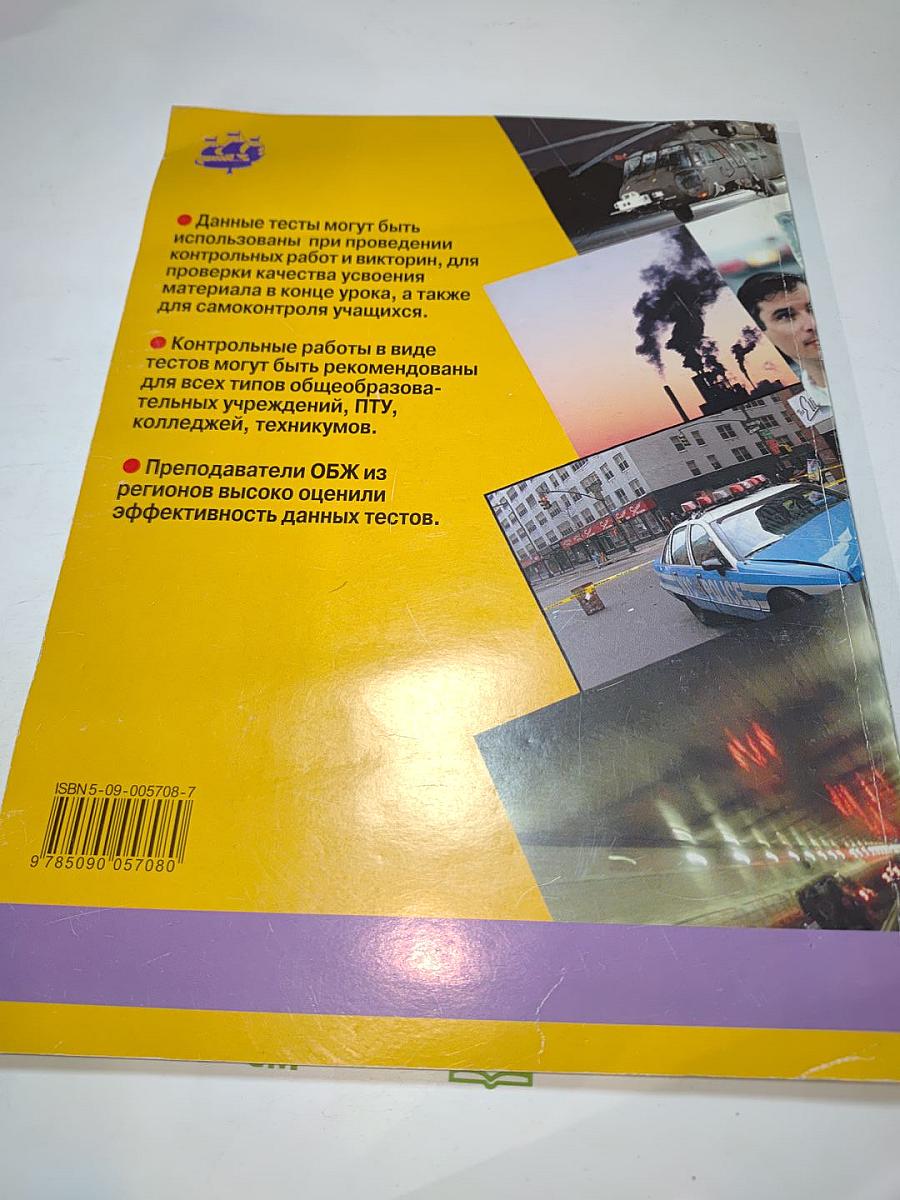 ● Данные тесты могут быть
использованы при проведении
контрольных работ и викторин, для
проверки качества усвоения
материала в конце урока, а также
для самоконтроля учащихся.
● Контрольные работы в виде
тестов могут быть рекомендованы
для всех типов общеобразова-
тельных учреждений, ПТУ,
колледжей, техникумов.
● Преподаватели ОБЖ из
регионов высоко оценили
эффективность данных тестов.
POLICE
ISBN 5-09-005708-7
9 785090 057080